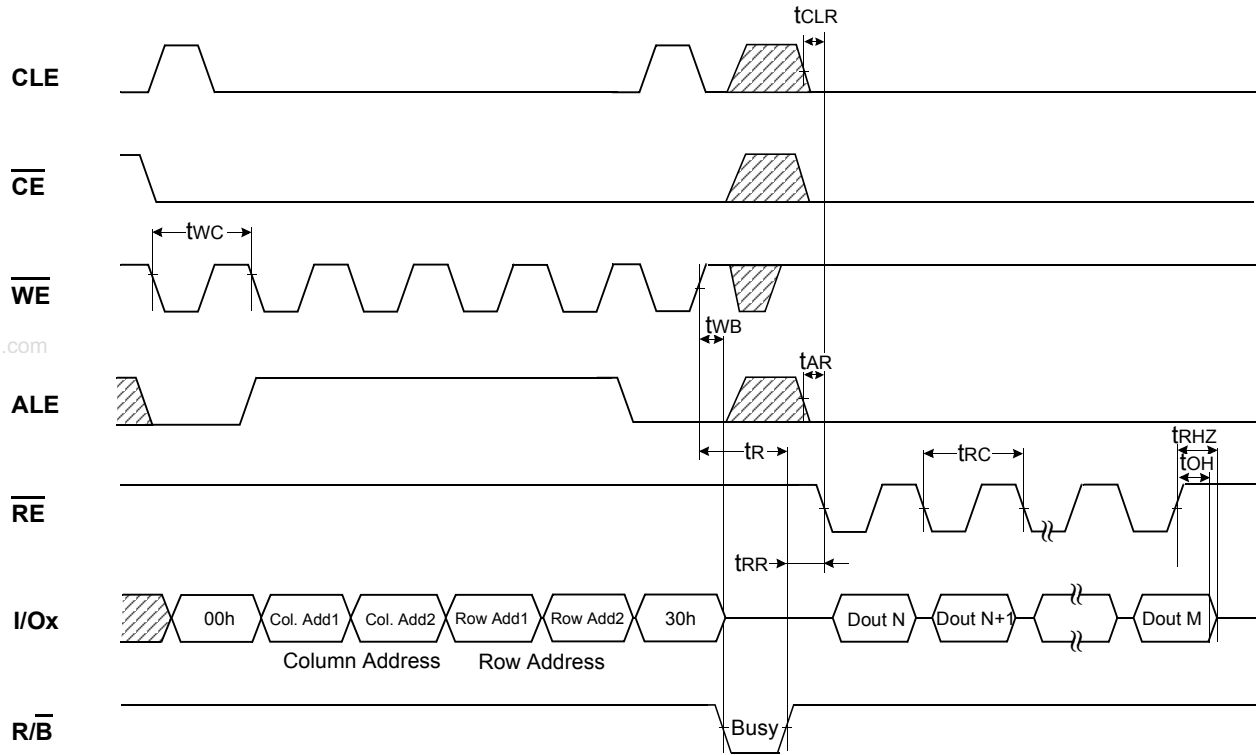 tCLR
CLE
CE
tWC
WE
tWB
.com
tAR
ALE
tR
tRC
tRHZ
tOH
RE
tRR
I/Ox
00h
Col. Add1
Col. Add2
Row Add1
Row Add2
30h
Dout N
Dout N+1
Dout M
Column Address
Row Address
R/B
Busy